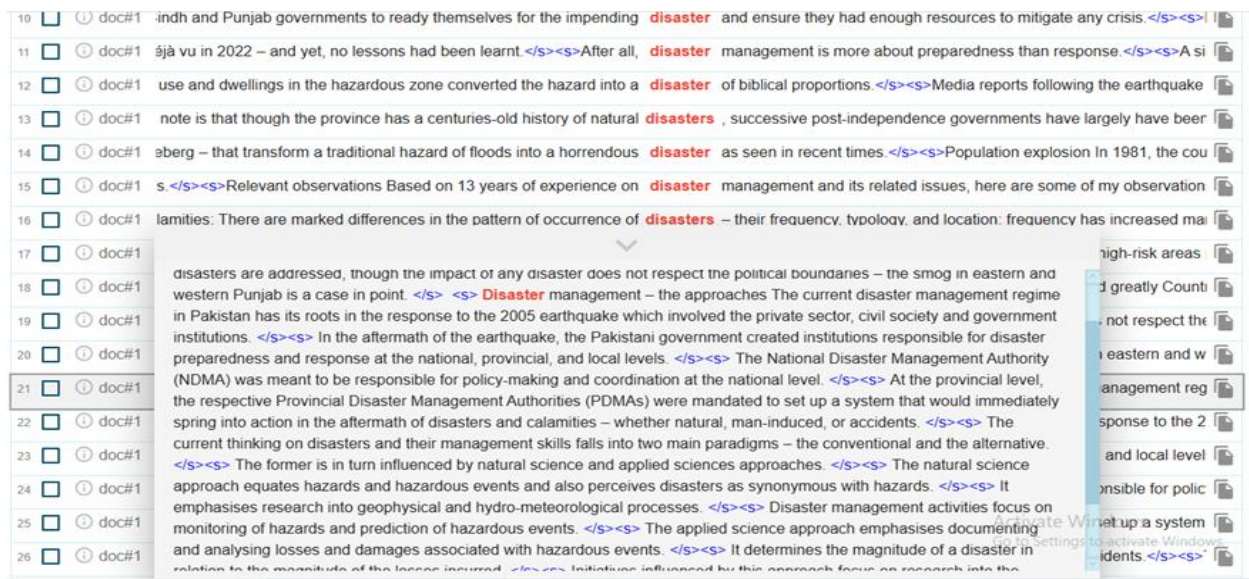 10 doc#1 indh and Punjab governments to ready themselves for the impending disaster and ensure they had enough resources to mitigate any crisis.</s><s>
11 doc#1 éjà vu in 2022 – and yet, no lessons had been learnt.</s><s>After all, disaster management is more about preparedness than response.</s><s>A si
12 doc#1 use and dwellings in the hazardous zone converted the hazard into a disaster of biblical proportions.</s><s>Media reports following the earthquake
13 doc#1 note is that though the province has a centuries-old history of natural disasters , successive post-independence governments have largely have beer
14 doc#1 eberg – that transform a traditional hazard of floods into a horrendous disaster as seen in recent times.</s><s>Population explosion In 1981, the cou
15 doc#1 s.</s><s>Relevant observations Based on 13 years of experience on disaster management and its related issues, here are some of my observation
16 doc#1 lamities: There are marked differences in the pattern of occurrence of disasters – their frequency, typology, and location: frequency has increased mai
17 doc#1 high-risk areas
disasters are addressed, though the impact of any disaster does not respect the political boundaries – the smog in eastern and
18 doc#1 d greatly Counti
western Punjab is a case in point. </s> <s> Disaster management – the approaches The current disaster management regime
in Pakistan has its roots in the response to the 2005 earthquake which involved the private sector, civil society and government
19 doc#1 not respect the
institutions. </s><s> In the aftermath of the earthquake, the Pakistani government created institutions responsible for disaster
20 doc#1 eastern and w
preparedness and response at the national, provincial, and local levels. </s><s> The National Disaster Management Authority
21 doc#1 anagement reg
(NDMA) was meant to be responsible for policy-making and coordination at the national level. </s><s> At the provincial level,
the respective Provincial Disaster Management Authorities (PDMAs) were mandated to set up a system that would immediately
22 doc#1 sponse to the 2
spring into action in the aftermath of disasters and calamities – whether natural, man-induced, or accidents. </s><s> The
current thinking on disasters and their management skills falls into two main paradigms – the conventional and the alternative.
23 doc#1 and local level
</s><s> The former is in turn influenced by natural science and applied sciences approaches. </s><s> The natural science
24 doc#1 onsible for polic
approach equates hazards and hazardous events and also perceives disasters as synonymous with hazards. </s><s> It
emphasises research into geophysical and hydro-meteorological processes. </s><s> Disaster management activities focus on
25 doc#1 et up a system
monitoring of hazards and prediction of hazardous events. </s><s> The applied science approach emphasises documenting
Activate Windows
Go to Settings to activate Windows.
26 doc#1 idents.</s><s>
and analysing losses and damages associated with hazardous events. </s><s> It determines the magnitude of a disaster in
relation to the magnitude of the losses incurred. </s><s> Initiatives influenced by this approach focus on research into the